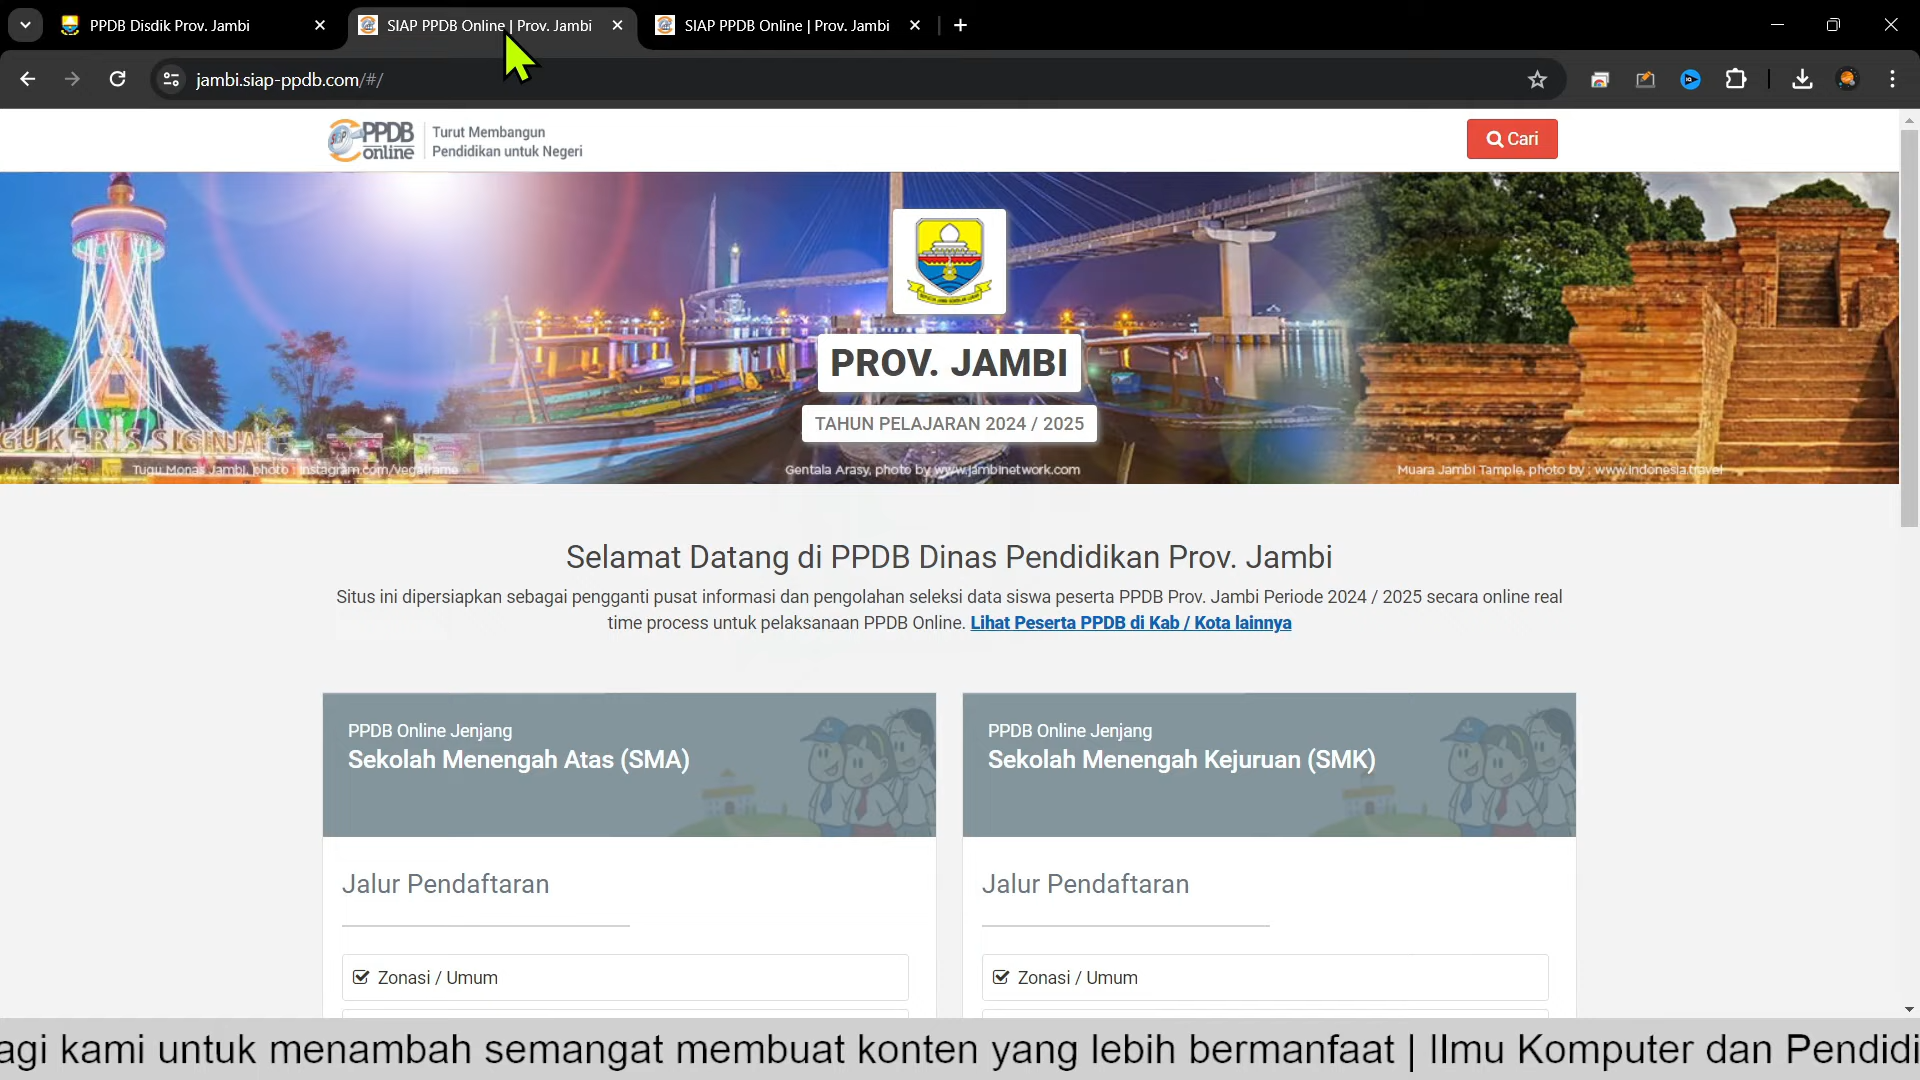 PPDB Disdik Prov. Jambi
SIAP PPDB Online | Prov. Jambi
SIAP PPDB Online | Prov. Jambi
jambi.siap-ppdb.com/#/
SIAP PPDB online
Turut Membangun
Pendidikan untuk Negeri
Cari
PROV. JAMBI
TAHUN PELAJARAN 2024 / 2025
GU KERIS SIGINJAI
Tugu Monas Jambi, photo : instagram.com/vegaframe
Gentala Arasy, photo by www.jambinetwork.com
Muara Jambi Tample, photo by : www.indonesia.travel
Selamat Datang di PPDB Dinas Pendidikan Prov. Jambi
Situs ini dipersiapkan sebagai pengganti pusat informasi dan pengolahan seleksi data siswa peserta PPDB Prov. Jambi Periode 2024 / 2025 secara online real
time process untuk pelaksanaan PPDB Online. Lihat Peserta PPDB di Kab / Kota lainnya
PPDB Online Jenjang
Sekolah Menengah Atas (SMA)
Jalur Pendaftaran
Zonasi / Umum
PPDB Online Jenjang
Sekolah Menengah Kejuruan (SMK)
Jalur Pendaftaran
Zonasi / Umum
agi kami untuk menambah semangat membuat konten yang lebih bermanfaat | Ilmu Komputer dan Pendidi